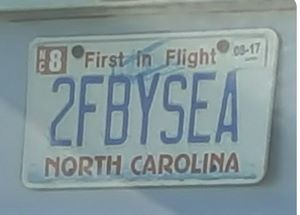 NC 8 First in Flight 08-17
2FBYSEA
NORTH CAROLINA